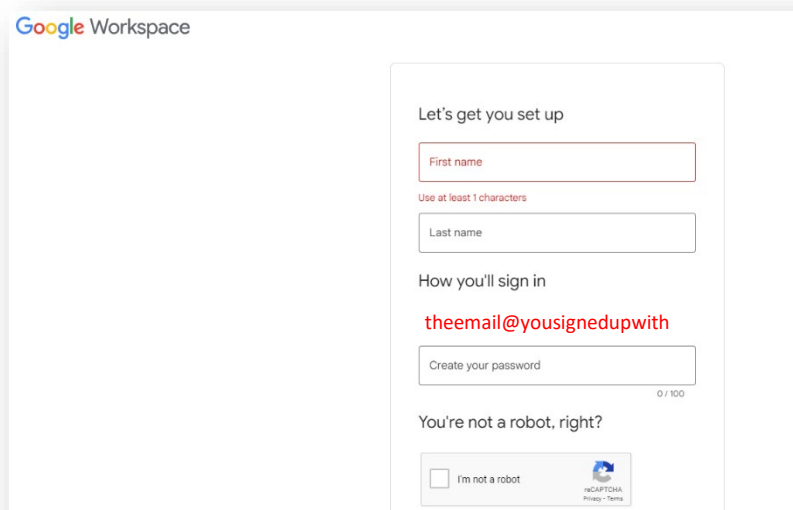 Google Workspace
Let's get you set up
First name
Use at least 1 characters
Last name
How you'll sign in
theemail@yousignedupwith
Create your password
0 / 100
You're not a robot, right?
I'm not a robot
reCAPTCHA
Privacy - Terms